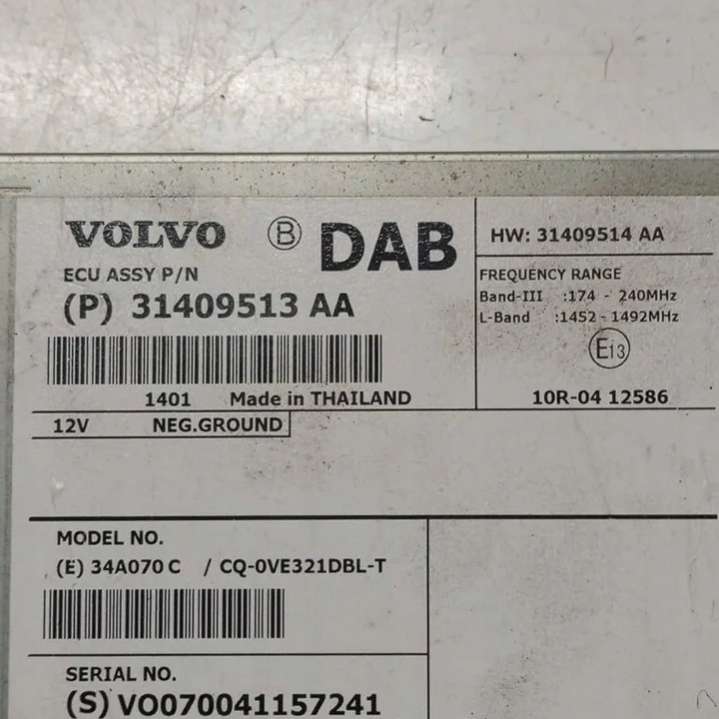 VOLVO Ⓑ DAB
ECU ASSY P/N
(P) 31409513 AA
1401 Made in THAILAND
12V NEG.GROUND
HW: 31409514 AA
FREQUENCY RANGE
Band-III :174 - 240MHz
L-Band :1452 - 1492MHz
E13
10R-04 12586
MODEL NO.
(E) 34A070 C / CQ-0VE321DBL-T
SERIAL NO.
(S) VO070041157241